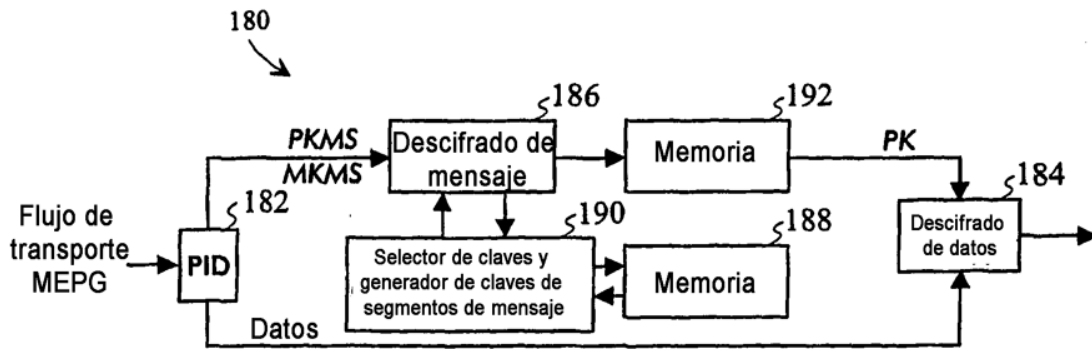 180
186
192
PKMS
MKMS
Descifrado de
mensaje
Memoria
PK
184
Flujo de
transporte
MEPG
182
PID
190
188
Descifrado
de datos
Selector de claves y
generador de claves de
segmentos de mensaje
Memoria
Datos